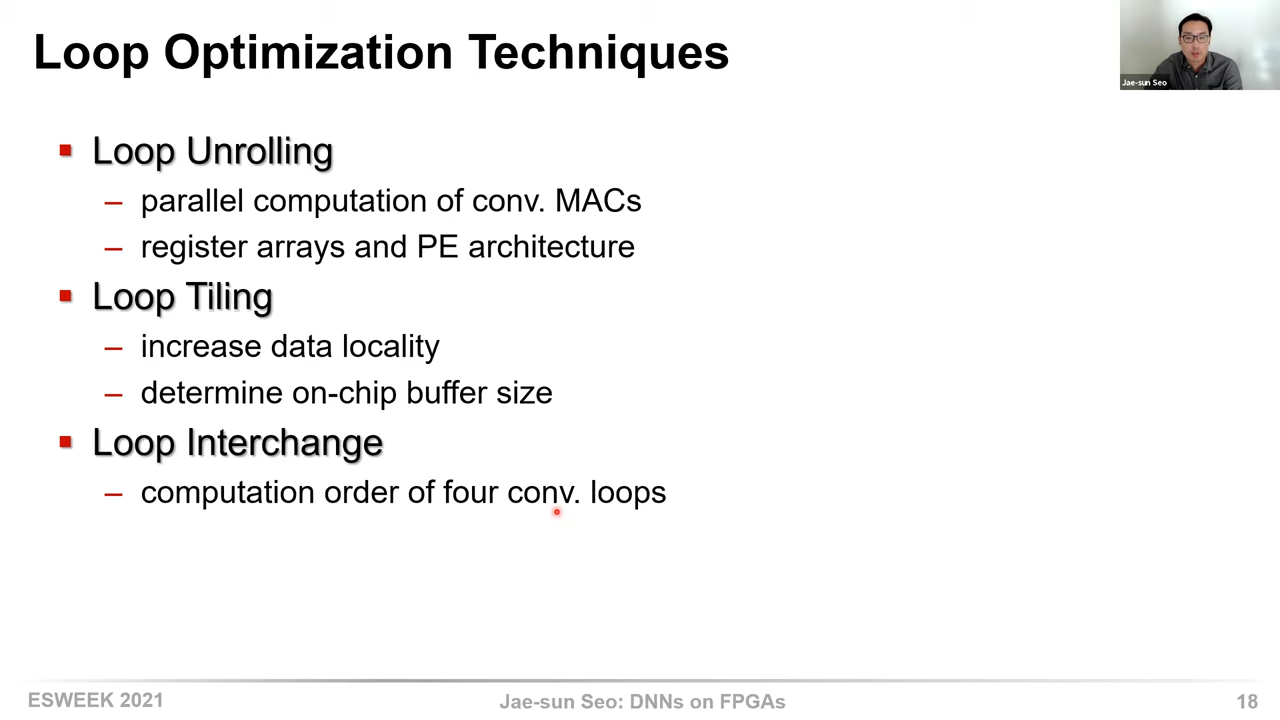 Loop Optimization Techniques
Jae-sun Seo
▪ Loop Unrolling
– parallel computation of conv. MACs
– register arrays and PE architecture
▪ Loop Tiling
– increase data locality
– determine on-chip buffer size
▪ Loop Interchange
– computation order of four conv. loops
ESWEEK 2021
Jae-sun Seo: DNNs on FPGAs
18